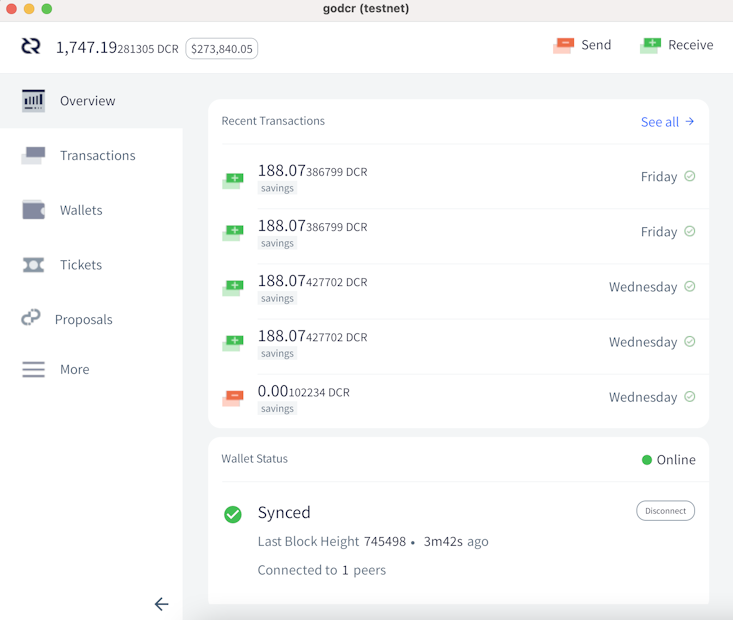 godcr (testnet)
1,747.19281305 DCR $273,840.05
Send
Receive
Overview
Transactions
Wallets
Tickets
Proposals
More
Recent Transactions
See all
188.07386799 DCR
savings
Friday
188.07386799 DCR
savings
Friday
188.07427702 DCR
savings
Wednesday
188.07427702 DCR
savings
Wednesday
0.00102234 DCR
savings
Wednesday
Wallet Status
Online
Synced
Disconnect
Last Block Height 745498 • 3m42s ago
Connected to 1 peers